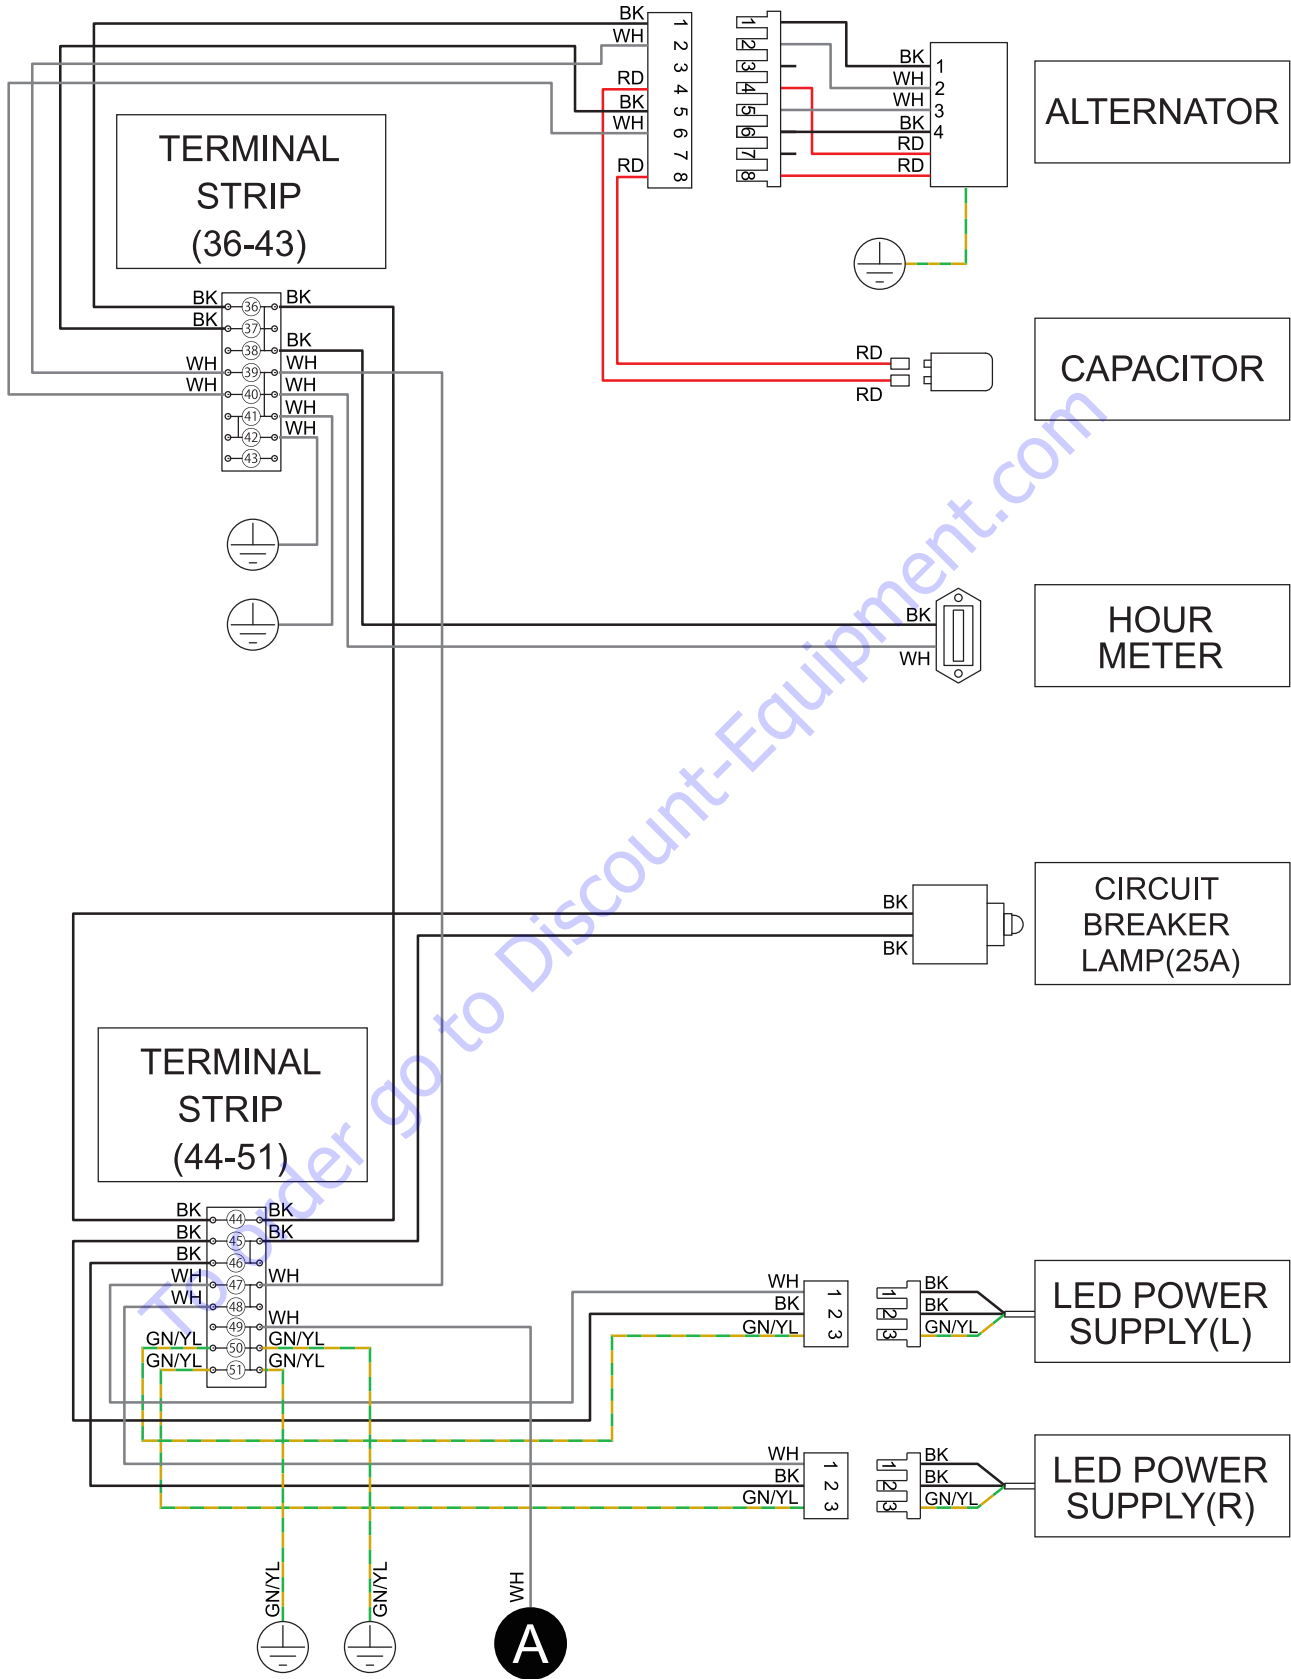 BK
WH
RD
BK
WH
RD
1
2
3
4
5
6
7
8
1
2
3
4
5
6
7
8
BK
WH
WH
BK
RD
RD
1
2
3
4
ALTERNATOR
TERMINAL
STRIP
(36-43)
BK
BK
WH
WH
36
37
38
39
40
41
42
43
BK
BK
WH
WH
WH
WH
RD
RD
CAPACITOR
BK
WH
HOUR
METER
BK
BK
CIRCUIT
BREAKER
LAMP(25A)
TERMINAL
STRIP
(44-51)
BK
BK
BK
WH
WH
GN/YL
GN/YL
44
45
46
47
48
49
50
51
BK
BK
WH
WH
GN/YL
GN/YL
WH
BK
GN/YL
1
2
3
1
2
3
BK
BK
GN/YL
LED POWER
SUPPLY(L)
WH
BK
GN/YL
1
2
3
1
2
3
BK
BK
GN/YL
LED POWER
SUPPLY(R)
GN/YL
GN/YL
WH
A
To order go to Discount-Equipment.com